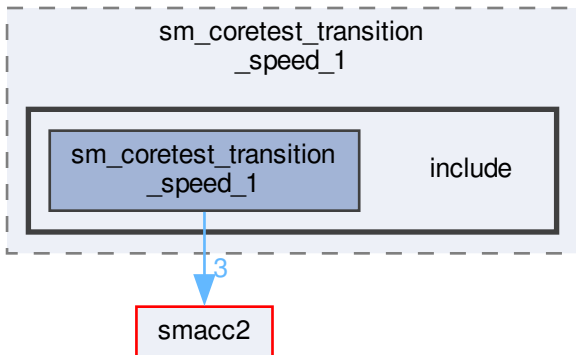 sm_coretest_transition
_speed_1
sm_coretest_transition
_speed_1
include
3
smacc2